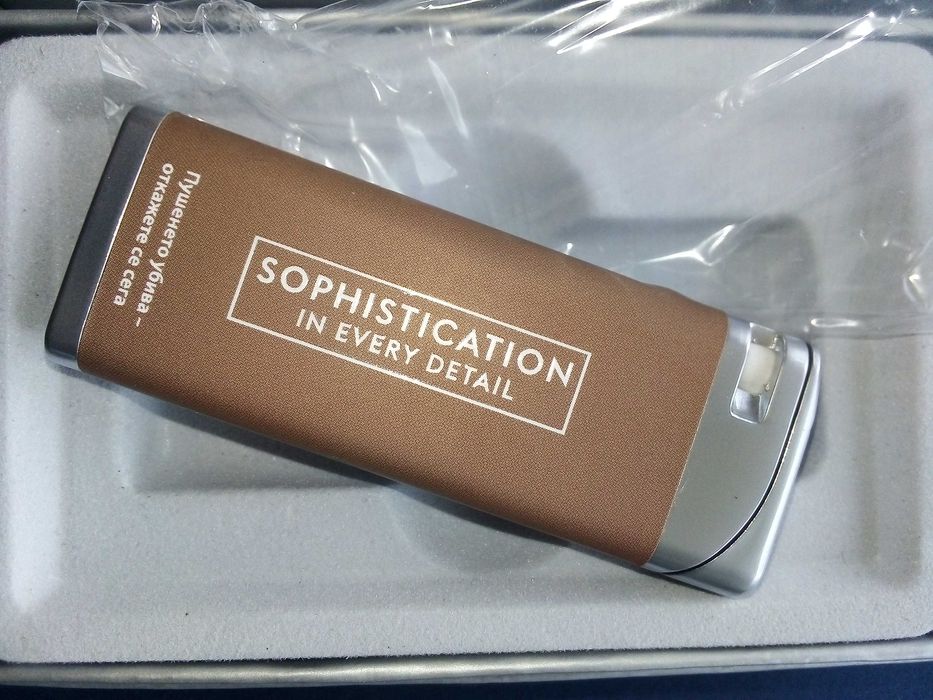 SOPHISTICATION
IN EVERY DETAIL
Пушенето убива –
откажете се сега